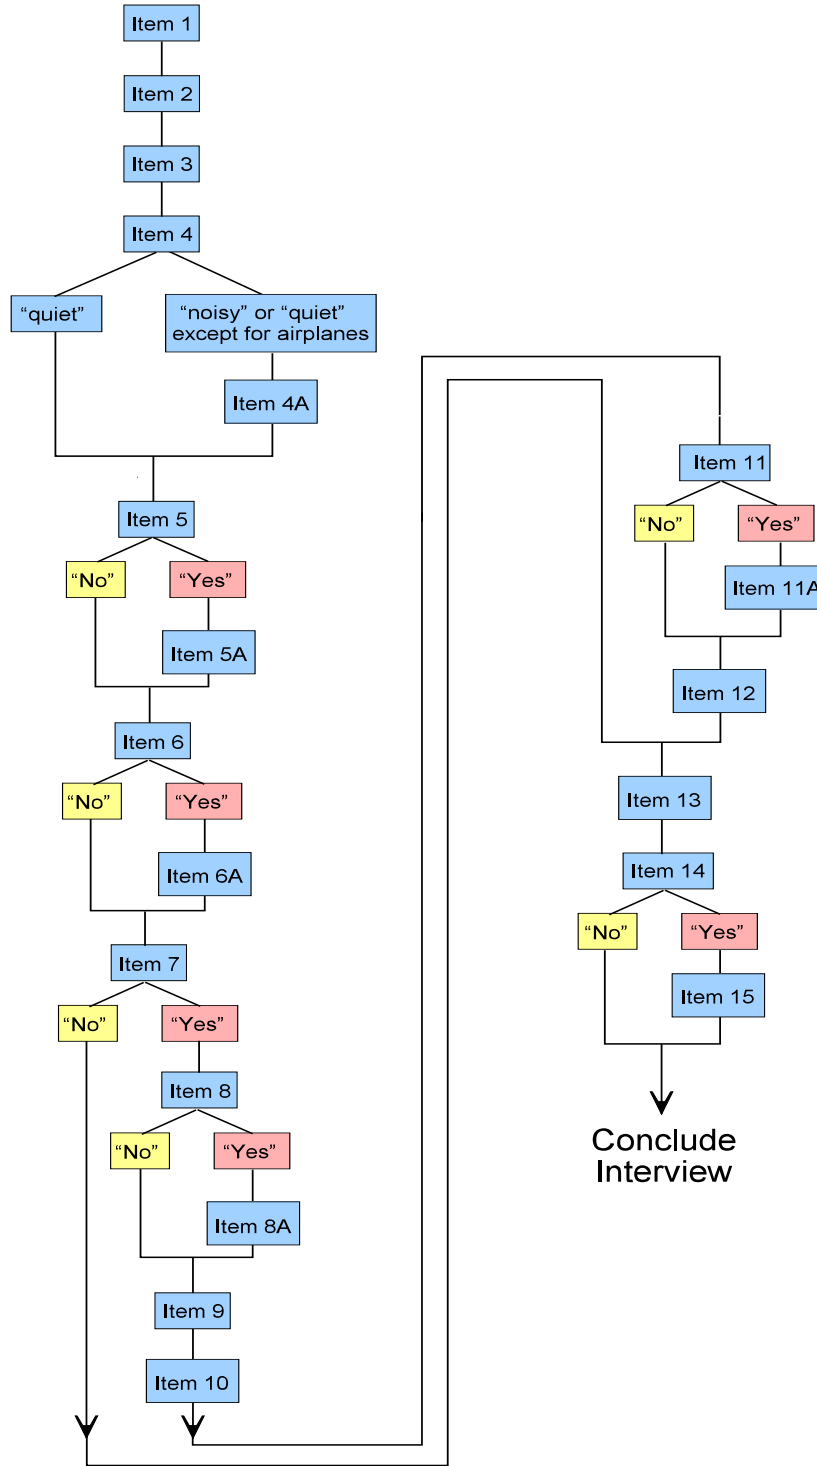 Item 1
Item 2
Item 3
Item 4
“quiet”
“noisy” or “quiet”
except for airplanes
Item 4A
Item 5
“No”
“Yes”
Item 5A
Item 6
“No”
“Yes”
Item 6A
Item 7
“No”
“Yes”
Item 8
“No”
“Yes”
Item 8A
Item 9
Item 10
Item 11
“No”
“Yes”
Item 11A
Item 12
Item 13
Item 14
“No”
“Yes”
Item 15
Conclude
Interview